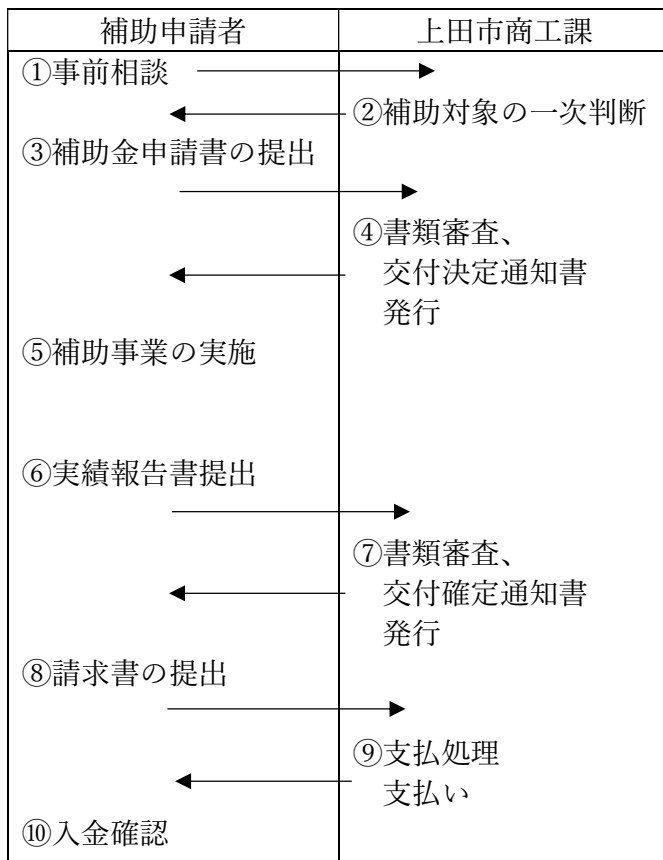 補助申請者
上田市商工課
①事前相談
②補助対象の一次判断
③補助金申請書の提出
④書類審査、
交付決定通知書
発行
⑤補助事業の実施
⑥実績報告書提出
⑦書類審査、
交付確定通知書
発行
⑧請求書の提出
⑨支払処理
支払い
⑩入金確認